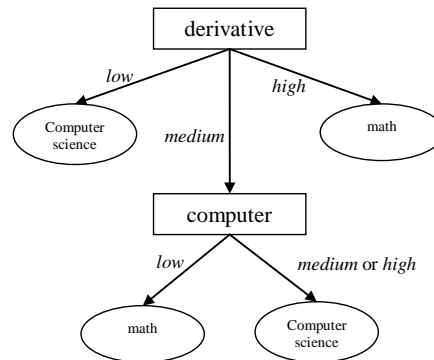 derivative
low
high
Computer
science
medium
math
computer
low
medium or high
math
Computer
science